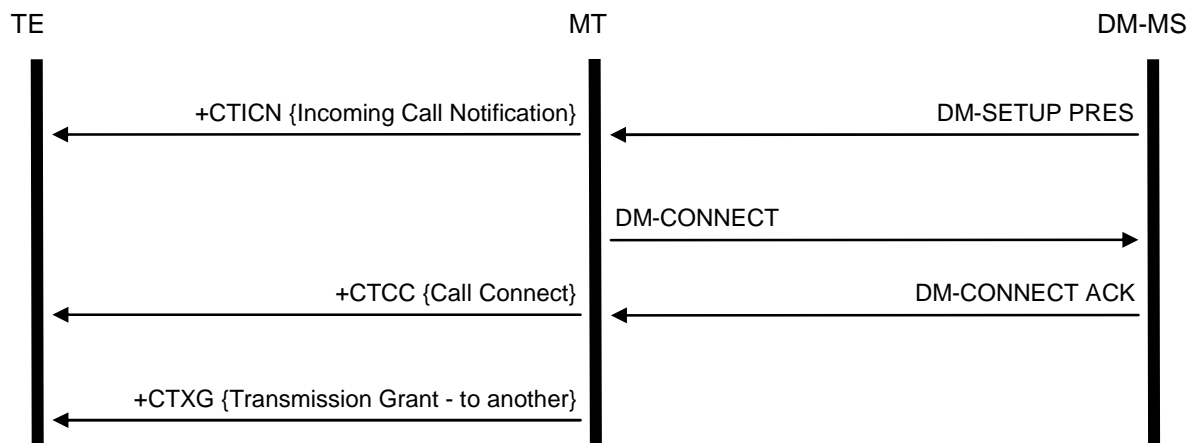 TE
MT
DM-MS
+CTICN {Incoming Call Notification}
DM-SETUP PRES
DM-CONNECT
+CTCC {Call Connect}
DM-CONNECT ACK
+CTXG {Transmission Grant - to another}